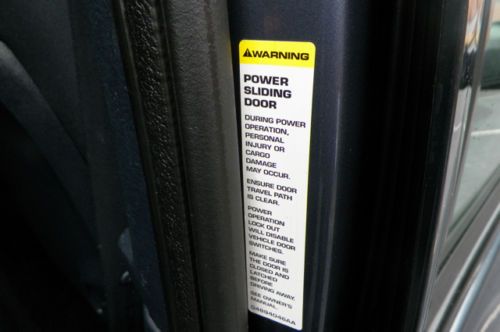 WARNING
POWER
SLIDING
DOOR
DURING POWER
OPERATION,
PERSONAL
INJURY OR
CARGO
DAMAGE
MAY OCCUR.
ENSURE DOOR
TRAVEL PATH
IS CLEAR.
POWER
OPERATION
LOCK OUT
WILL DISABLE
VEHICLE DOOR
SWITCHES.
MAKE SURE
THE DOOR IS
CLOSED AND
LATCHED
BEFORE
DRIVING AWAY.
SEE OWNER'S
MANUAL.
04894046AA